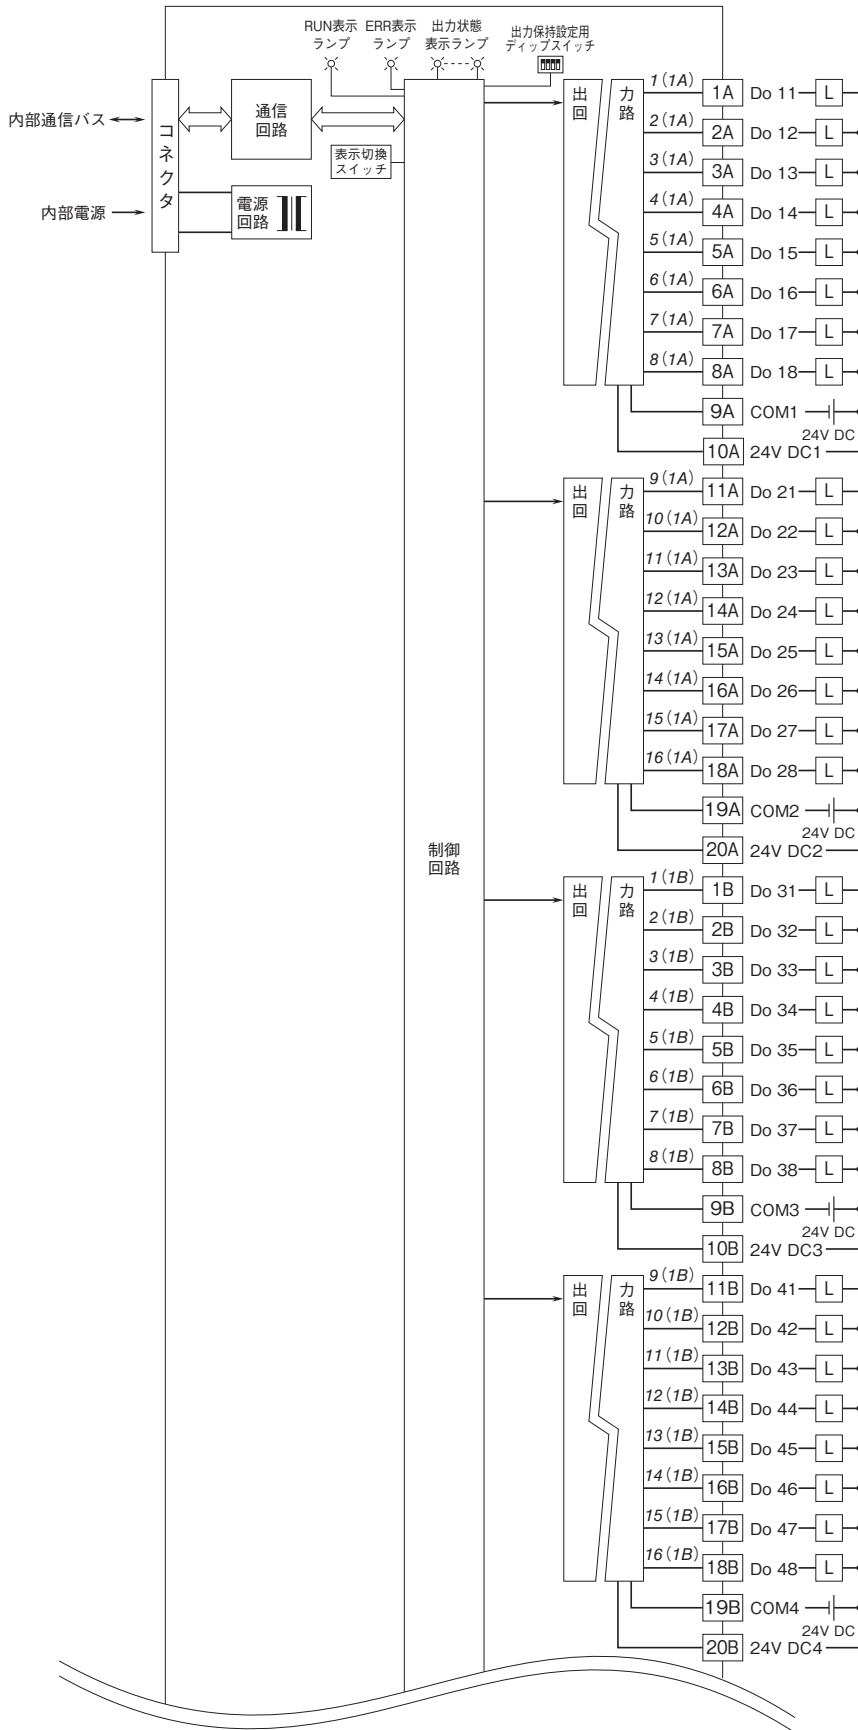 RUN表示
ランプ
ERR表示
ランプ
出力状態
表示ランプ
出力保持設定用
ディップスイッチ
内部通信バス
コネクタ
通信
回路
表示切換
スイッチ
内部電源
電源
回路
制御
回路
出力
回路
1(1A) 1A Do 11 L
2(1A) 2A Do 12 L
3(1A) 3A Do 13 L
4(1A) 4A Do 14 L
5(1A) 5A Do 15 L
6(1A) 6A Do 16 L
7(1A) 7A Do 17 L
8(1A) 8A Do 18 L
9A COM1
24V DC
10A 24V DC1
出力
回路
9(1A) 11A Do 21 L
10(1A) 12A Do 22 L
11(1A) 13A Do 23 L
12(1A) 14A Do 24 L
13(1A) 15A Do 25 L
14(1A) 16A Do 26 L
15(1A) 17A Do 27 L
16(1A) 18A Do 28 L
19A COM2
24V DC
20A 24V DC2
出力
回路
1(1B) 1B Do 31 L
2(1B) 2B Do 32 L
3(1B) 3B Do 33 L
4(1B) 4B Do 34 L
5(1B) 5B Do 35 L
6(1B) 6B Do 36 L
7(1B) 7B Do 37 L
8(1B) 8B Do 38 L
9B COM3
24V DC
10B 24V DC3
出力
回路
9(1B) 11B Do 41 L
10(1B) 12B Do 42 L
11(1B) 13B Do 43 L
12(1B) 14B Do 44 L
13(1B) 15B Do 45 L
14(1B) 16B Do 46 L
15(1B) 17B Do 47 L
16(1B) 18B Do 48 L
19B COM4
24V DC
20B 24V DC4